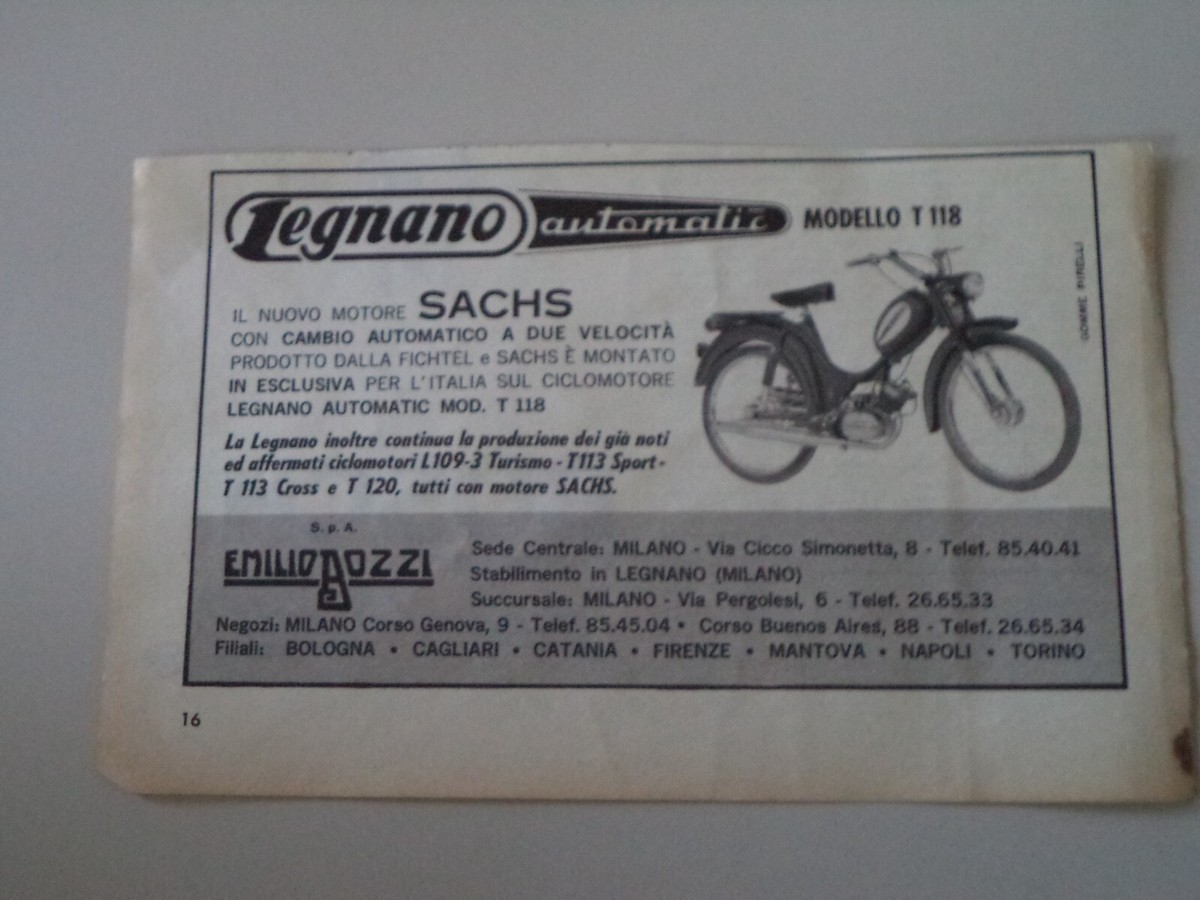 Legnano automatic MODELLO T 118
GOMME PIRELLI
IL NUOVO MOTORE SACHS
CON CAMBIO AUTOMATICO A DUE VELOCITÀ
PRODOTTO DALLA FICHTEL e SACHS È MONTATO
IN ESCLUSIVA PER L'ITALIA SUL CICLOMOTORE
LEGNANO AUTOMATIC MOD. T 118
La Legnano inoltre continua la produzione dei già noti
ed affermati ciclomotori L109-3 Turismo - T113 Sport -
T 113 Cross e T 120, tutti con motore SACHS.
S. p. A.
EMILIO BOZZI
Sede Centrale: MILANO - Via Cicco Simonetta, 8 - Telef. 85.40.41
Stabilimento in LEGNANO (MILANO)
Succursale: MILANO - Via Pergolesi, 6 - Telef. 26.65.33
Negozi: MILANO Corso Genova, 9 - Telef. 85.45.04 • Corso Buenos Aires, 88 - Telef. 26.65.34
Filiali: BOLOGNA • CAGLIARI • CATANIA • FIRENZE • MANTOVA • NAPOLI • TORINO
16